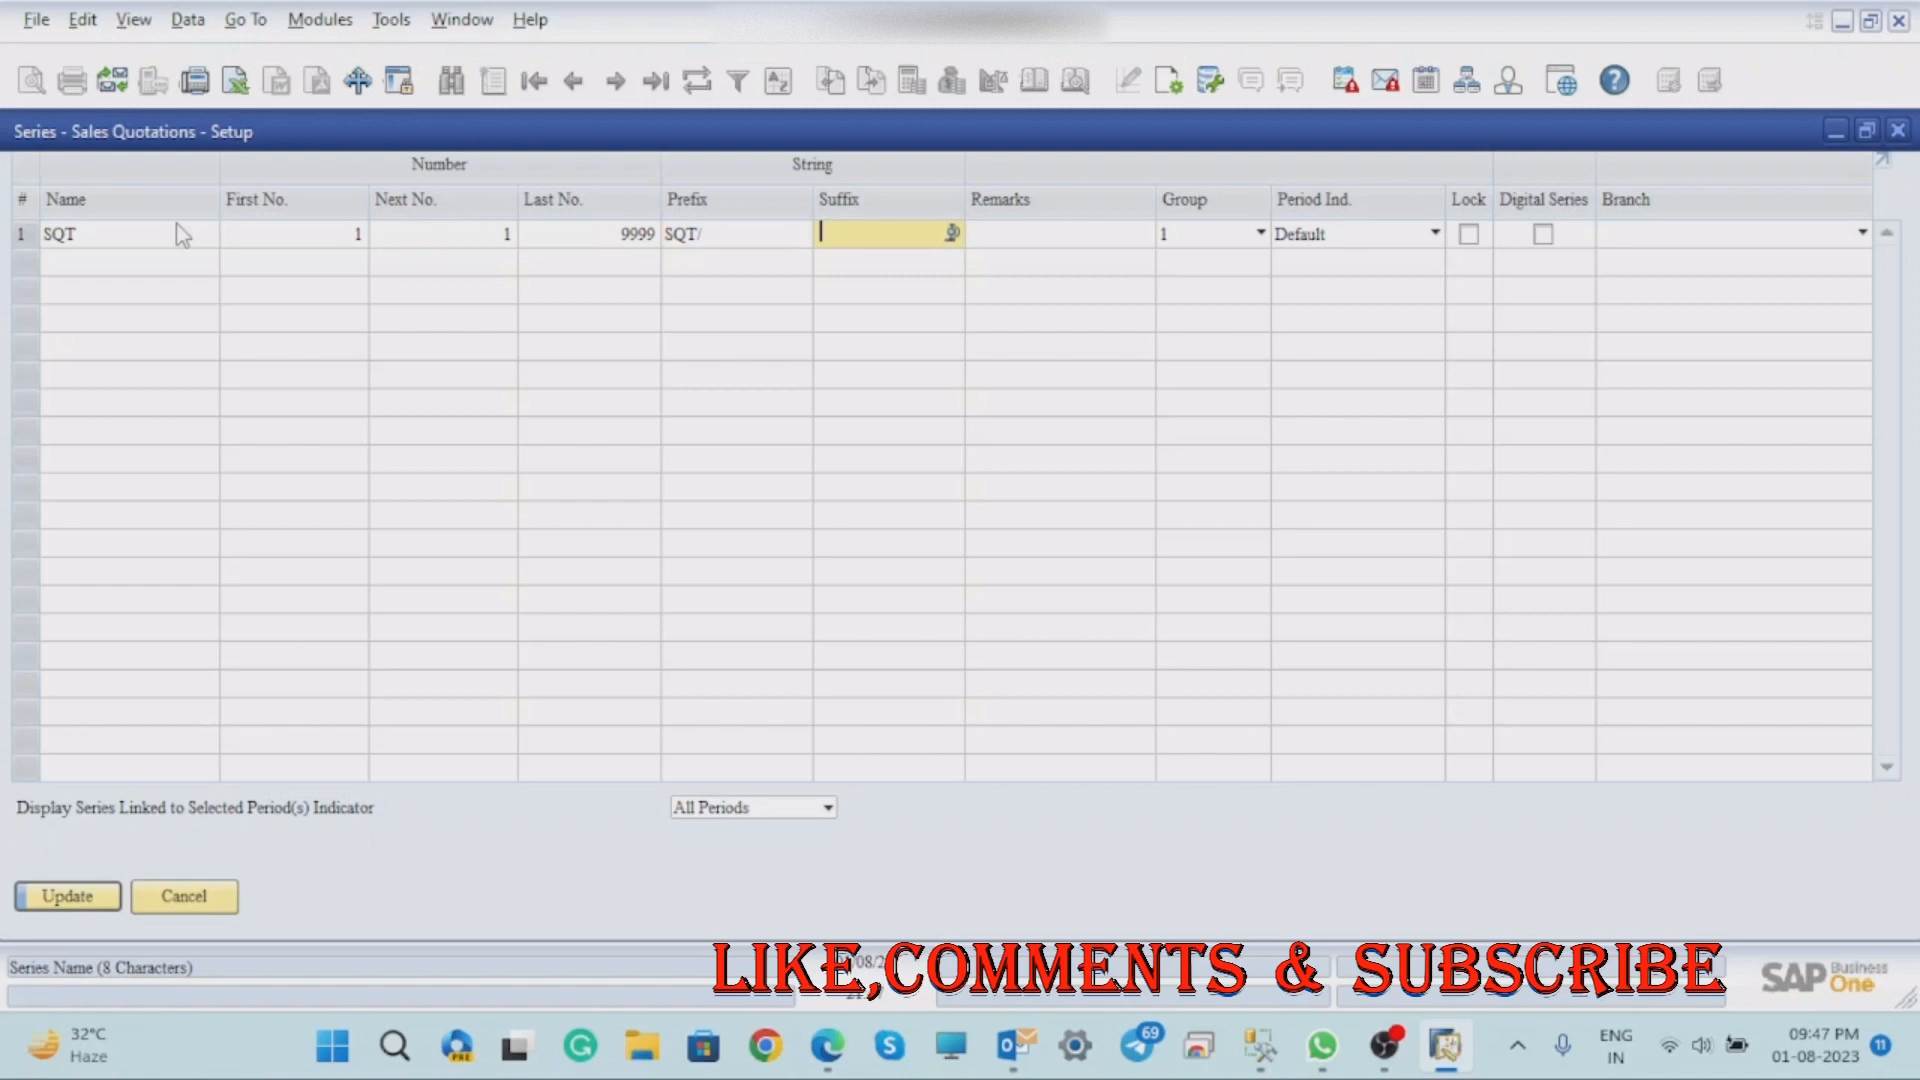 File Edit View Data Go To Modules Tools Window Help
Series - Sales Quotations - Setup
Number String
# Name First No. Next No. Last No. Prefix Suffix Remarks Group Period Ind. Lock Digital Series Branch
1 SQT 1 1 9999 SQT/ 1 Default
Display Series Linked to Selected Period(s) Indicator All Periods
Update Cancel
LIKE,COMMENTS & SUBSCRIBE
Series Name (8 Characters)
SAP Business One
32°C
Haze
PRE
69
ENG
IN
09:47 PM
01-08-2023
11